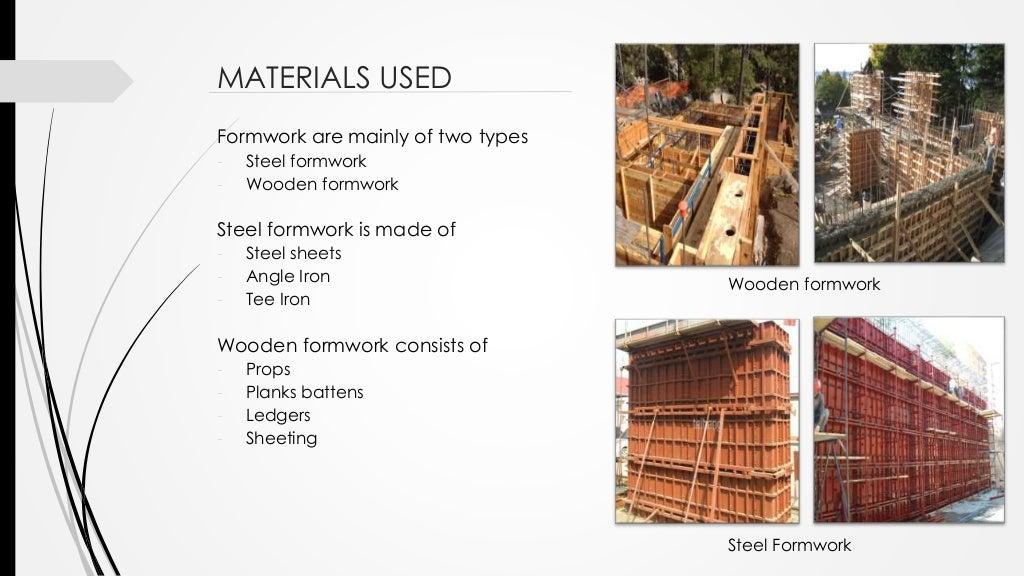 MATERIALS USED
Formwork are mainly of two types
- Steel formwork
- Wooden formwork
Steel formwork is made of
- Steel sheets
- Angle Iron
- Tee Iron
Wooden formwork consists of
- Props
- Planks battens
- Ledgers
- Sheeting
Wooden formwork
Steel Formwork